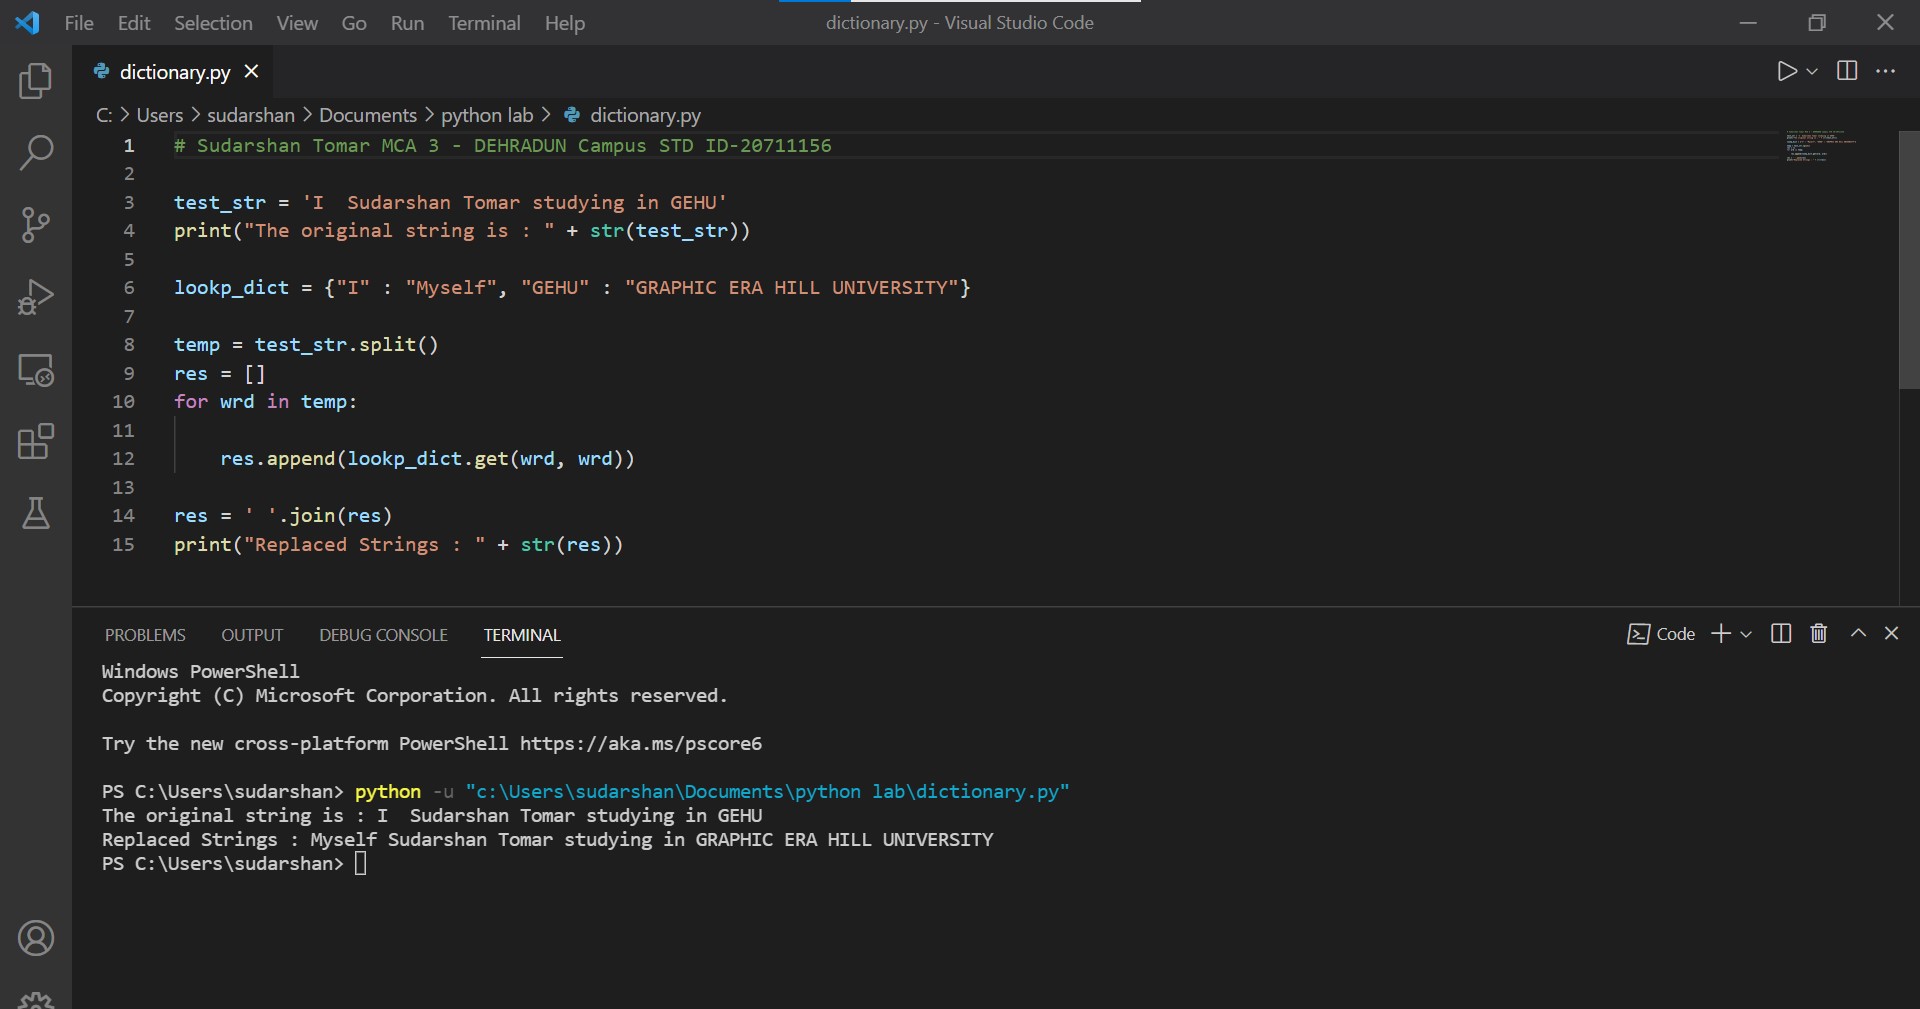 File Edit Selection View Go Run Terminal Help dictionary.py - Visual Studio Code
dictionary.py
C: > Users > sudarshan > Documents > python lab > dictionary.py
1 # Sudarshan Tomar MCA 3 - DEHRADUN Campus STD ID-20711156
2
3 test_str = 'I  Sudarshan Tomar studying in GEHU'
4 print("The original string is : " + str(test_str))
5
6 lookp_dict = {"I" : "Myself", "GEHU" : "GRAPHIC ERA HILL UNIVERSITY"}
7
8 temp = test_str.split()
9 res = []
10 for wrd in temp:
11
12     res.append(lookp_dict.get(wrd, wrd))
13
14 res = ' '.join(res)
15 print("Replaced Strings : " + str(res))
PROBLEMS OUTPUT DEBUG CONSOLE TERMINAL Code
Windows PowerShell
Copyright (C) Microsoft Corporation. All rights reserved.
Try the new cross-platform PowerShell https://aka.ms/pscore6
PS C:\Users\sudarshan> python -u "c:\Users\sudarshan\Documents\python lab\dictionary.py"
The original string is : I  Sudarshan Tomar studying in GEHU
Replaced Strings : Myself Sudarshan Tomar studying in GRAPHIC ERA HILL UNIVERSITY
PS C:\Users\sudarshan>